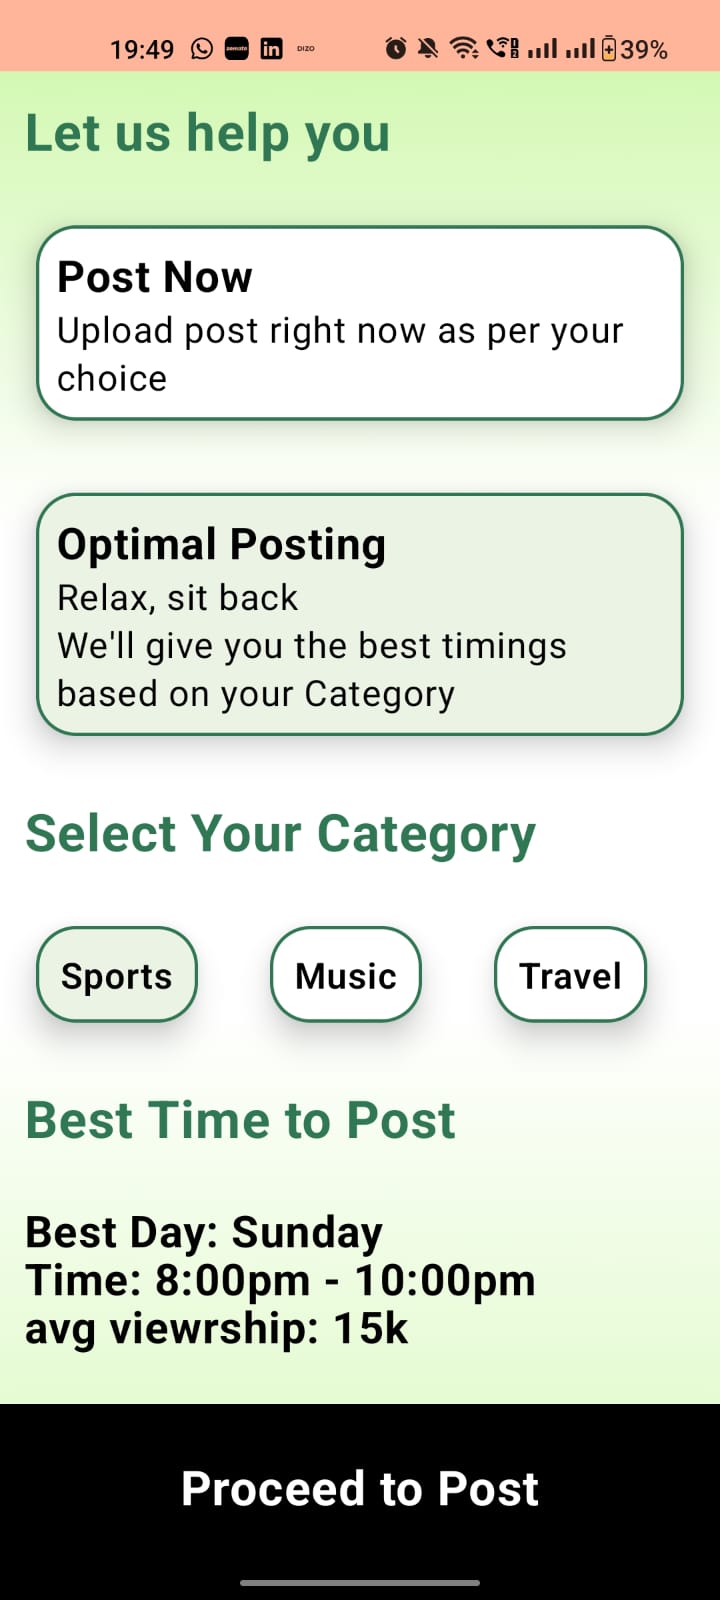 19:49 zomato in DIZO 39%
Let us help you
Post Now
Upload post right now as per your
choice
Optimal Posting
Relax, sit back
We'll give you the best timings
based on your Category
Select Your Category
Sports Music Travel
Best Time to Post
Best Day: Sunday
Time: 8:00pm - 10:00pm
avg viewrship: 15k
Proceed to Post